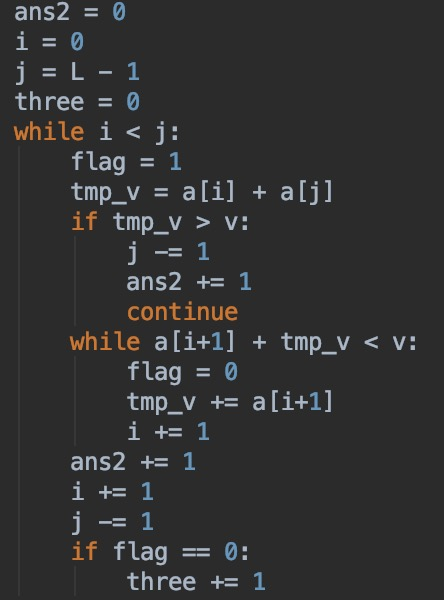 ans2 = 0
i = 0
j = L - 1
three = 0
while i < j:
    flag = 1
    tmp_v = a[i] + a[j]
    if tmp_v > v:
        j -= 1
        ans2 += 1
        continue
    while a[i+1] + tmp_v < v:
        flag = 0
        tmp_v += a[i+1]
        i += 1
    ans2 += 1
    i += 1
    j -= 1
    if flag == 0:
        three += 1